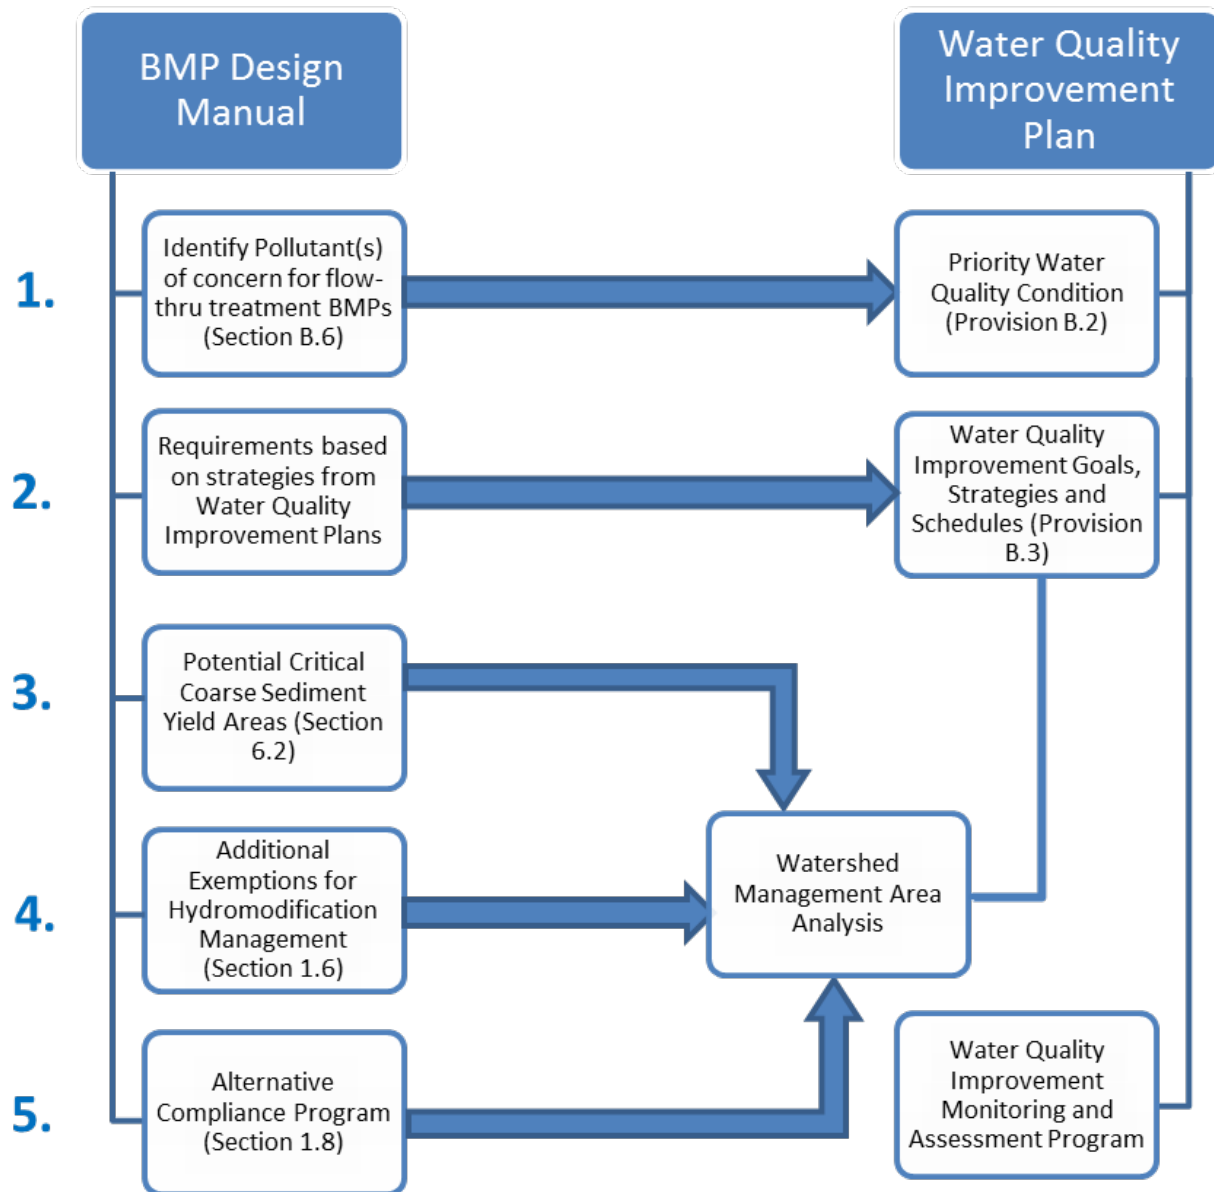 BMP Design
Manual
Water Quality
Improvement
Plan
1.
Identify Pollutant(s)
of concern for flow-
thru treatment BMPs
(Section B.6)
Priority Water
Quality Condition
(Provision B.2)
2.
Requirements based
on strategies from
Water Quality
Improvement Plans
Water Quality
Improvement Goals,
Strategies and
Schedules (Provision
B.3)
3.
Potential Critical
Coarse Sediment
Yield Areas (Section
6.2)
4.
Additional
Exemptions for
Hydromodification
Management
(Section 1.6)
Watershed
Management Area
Analysis
5.
Alternative
Compliance Program
(Section 1.8)
Water Quality
Improvement
Monitoring and
Assessment Program